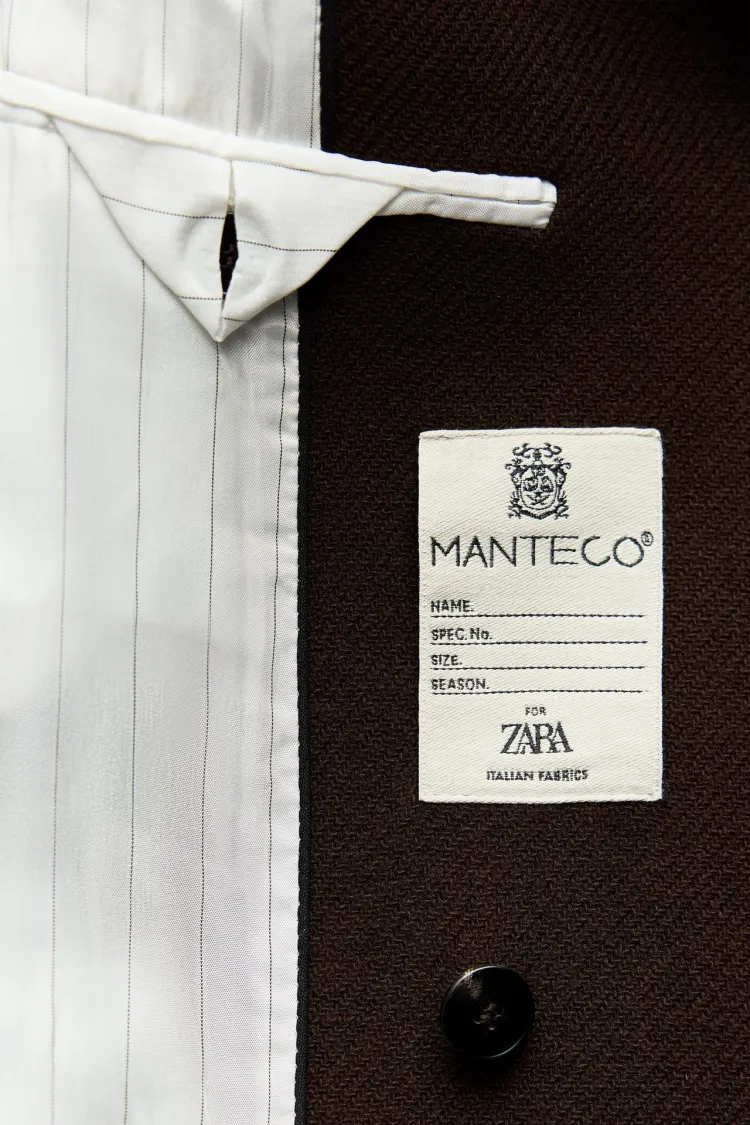 MANTECO®
NAME.
SPEC. No.
SIZE.
SEASON.
FOR
ZARA
ITALIAN FABRICS